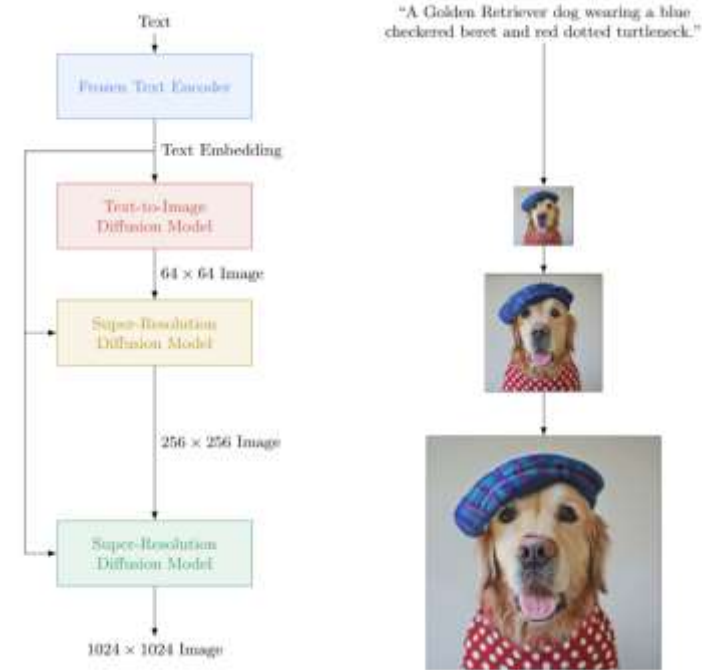 Text
Frozen Text Encoder
Text Embedding
Text-to-Image
Diffusion Model
64 × 64 Image
Super-Resolution
Diffusion Model
256 × 256 Image
Super-Resolution
Diffusion Model
1024 × 1024 Image
“A Golden Retriever dog wearing a blue
checkered beret and red dotted turtleneck.”